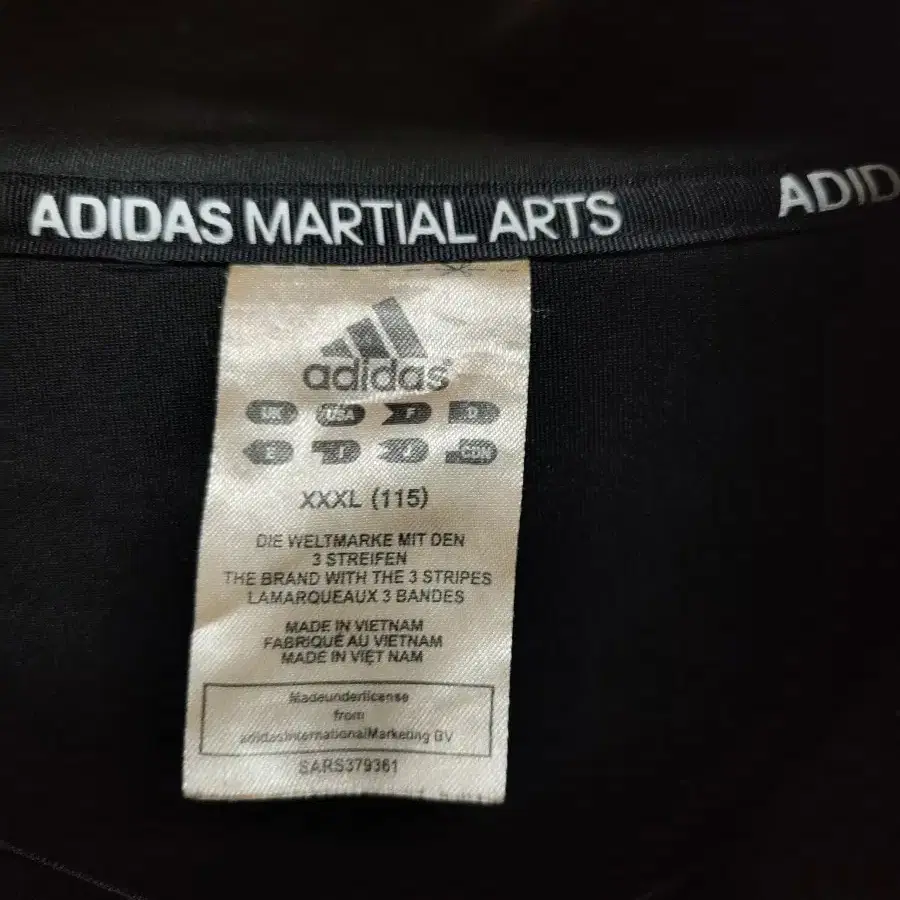 ADIDAS MARTIAL ARTS ADID
adidas
UK USA F D
E I J CDN
XXXL (115)
DIE WELTMARKE MIT DEN
3 STREIFEN
THE BRAND WITH THE 3 STRIPES
LAMARQUEAUX 3 BANDES
MADE IN VIETNAM
FABRIQUÉ AU VIETNAM
MADE IN VIỆT NAM
Madeunderlicense
from
adidasInternationalMarketing BV
SARS379361